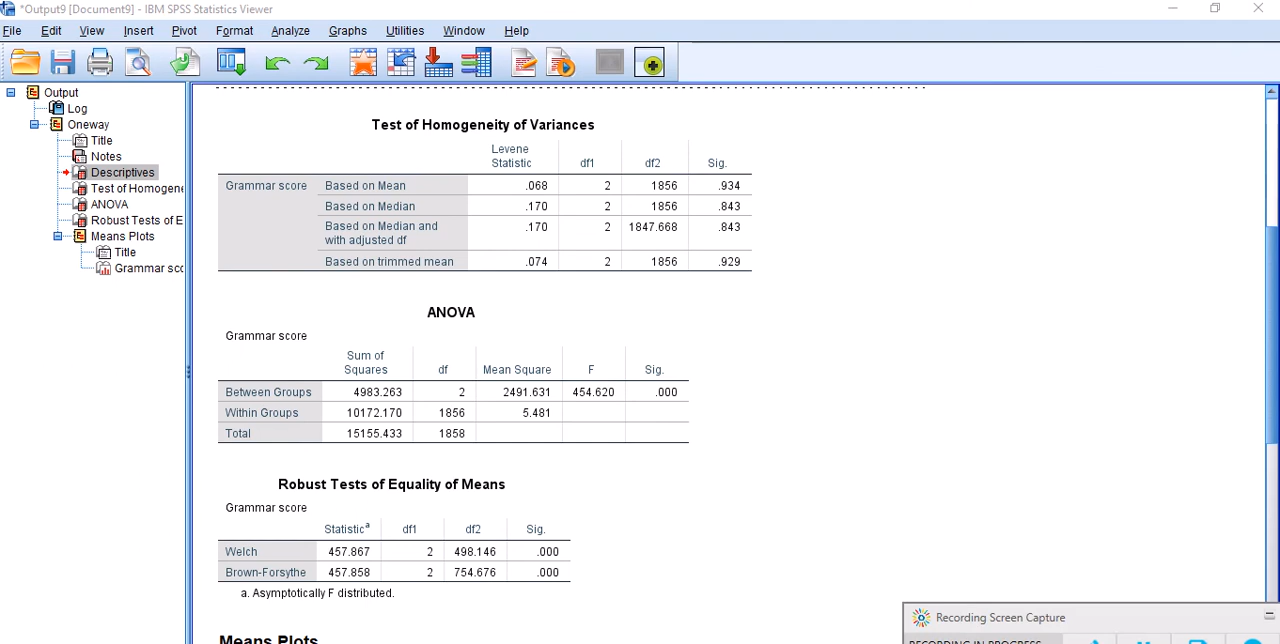 *Output9 [Document9] - IBM SPSS Statistics Viewer
File Edit View Insert Pivot Format Analyze Graphs Utilities Window Help
Output
Log
Oneway
Title
Notes
Descriptives
Test of Homogene
ANOVA
Robust Tests of E
Means Plots
Title
Grammar sco
Test of Homogeneity of Variances
Levene
Statistic df1 df2 Sig.
Grammar score Based on Mean .068 2 1856 .934
Based on Median .170 2 1856 .843
Based on Median and .170 2 1847.668 .843
with adjusted df
Based on trimmed mean .074 2 1856 .929
ANOVA
Grammar score
Sum of
Squares df Mean Square F Sig.
Between Groups 4983.263 2 2491.631 454.620 .000
Within Groups 10172.170 1856 5.481
Total 15155.433 1858
Robust Tests of Equality of Means
Grammar score
Statistic^a df1 df2 Sig.
Welch 457.867 2 498.146 .000
Brown-Forsythe 457.858 2 754.676 .000
a. Asymptotically F distributed.
Means Plots
Recording Screen Capture
RECORDING IN PROGRESS